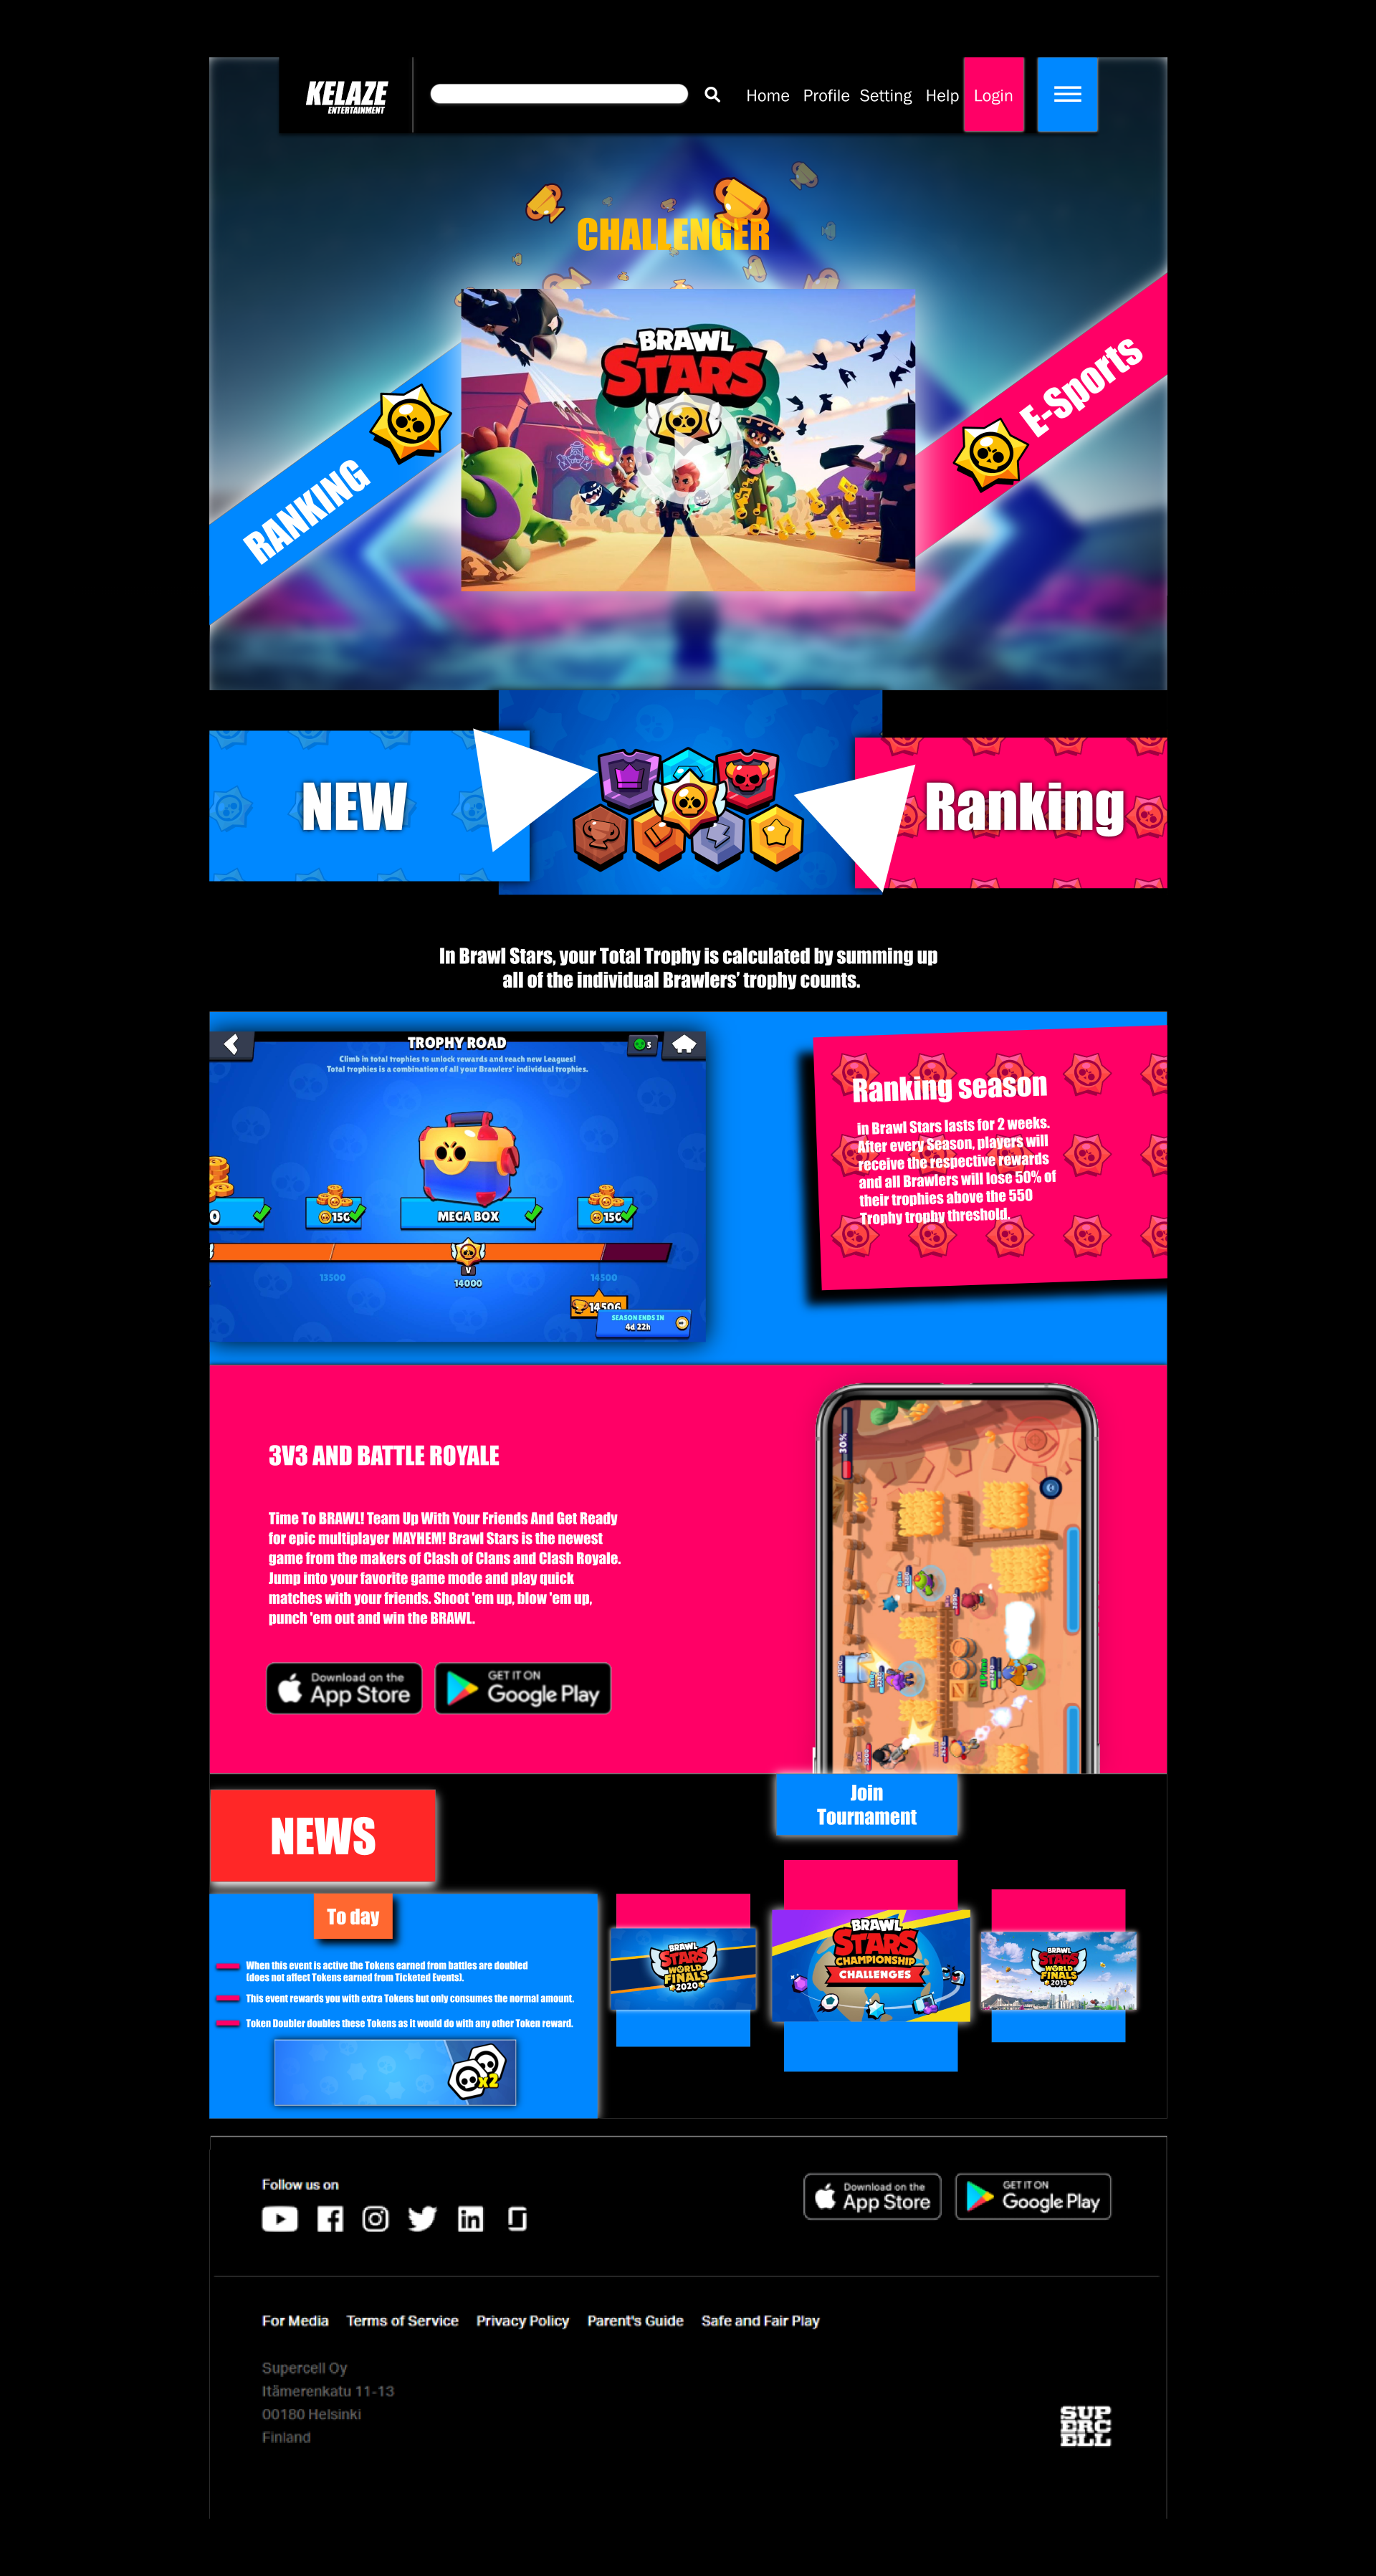 KELAZE
ENTERTAINMENT
Home Profile Setting Help Login
CHALLENGER
BRAWL
STARS
RANKING
E-Sports
NEW
Ranking
In Brawl Stars, your Total Trophy is calculated by summing up
all of the individual Brawlers’ trophy counts.
TROPHY ROAD
5
Climb in total trophies to unlock rewards and reach new Leagues!
Total trophies is a combination of all your Brawlers' individual trophies.
0
150
MEGA BOX
150
V
13500
14000
14500
14506
SEASON ENDS IN
4d 22h
Ranking season
in Brawl Stars lasts for 2 weeks.
After every Season, players will
receive the respective rewards
and all Brawlers will lose 50% of
their trophies above the 550
Trophy trophy threshold.
3V3 AND BATTLE ROYALE
Time To BRAWL! Team Up With Your Friends And Get Ready
for epic multiplayer MAYHEM! Brawl Stars is the newest
game from the makers of Clash of Clans and Clash Royale.
Jump into your favorite game mode and play quick
matches with your friends. Shoot 'em up, blow 'em up,
punch 'em out and win the BRAWL.
Download on the
App Store
GET IT ON
Google Play
30%
Join
Tournament
NEWS
To day
When this event is active the Tokens earned from battles are doubled
(does not affect Tokens earned from Ticketed Events).
This event rewards you with extra Tokens but only consumes the normal amount.
Token Doubler doubles these Tokens as it would do with any other Token reward.
x2
BRAWL
STARS
WORLD
FINALS
2020
BRAWL
STARS
CHAMPIONSHIP
CHALLENGES
BRAWL
STARS
WORLD
FINALS
2019
Follow us on
Download on the
App Store
GET IT ON
Google Play
For Media Terms of Service Privacy Policy Parent's Guide Safe and Fair Play
Supercell Oy
Itämerenkatu 11-13
00180 Helsinki
Finland
SUP
ERC
ELL